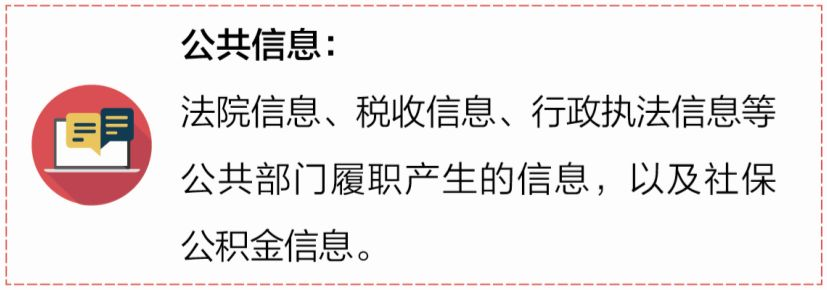 公共信息：
法院信息、税收信息、行政执法信息等
公共部门履职产生的信息，以及社保
公积金信息。